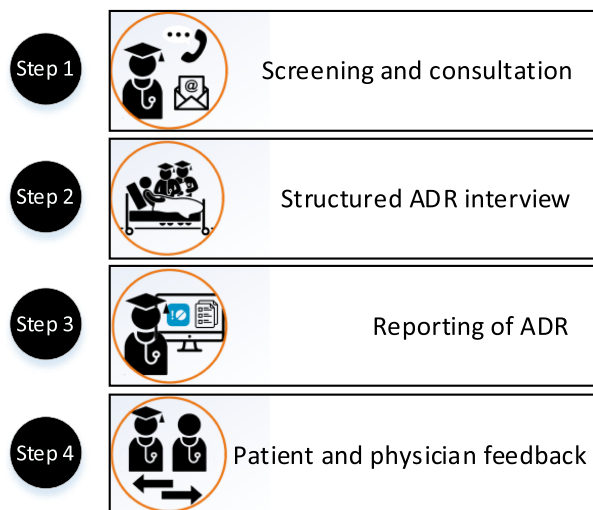 Step 1
Screening and consultation
@
Step 2
Structured ADR interview
Step 3
!
Reporting of ADR
Step 4
Patient and physician feedback